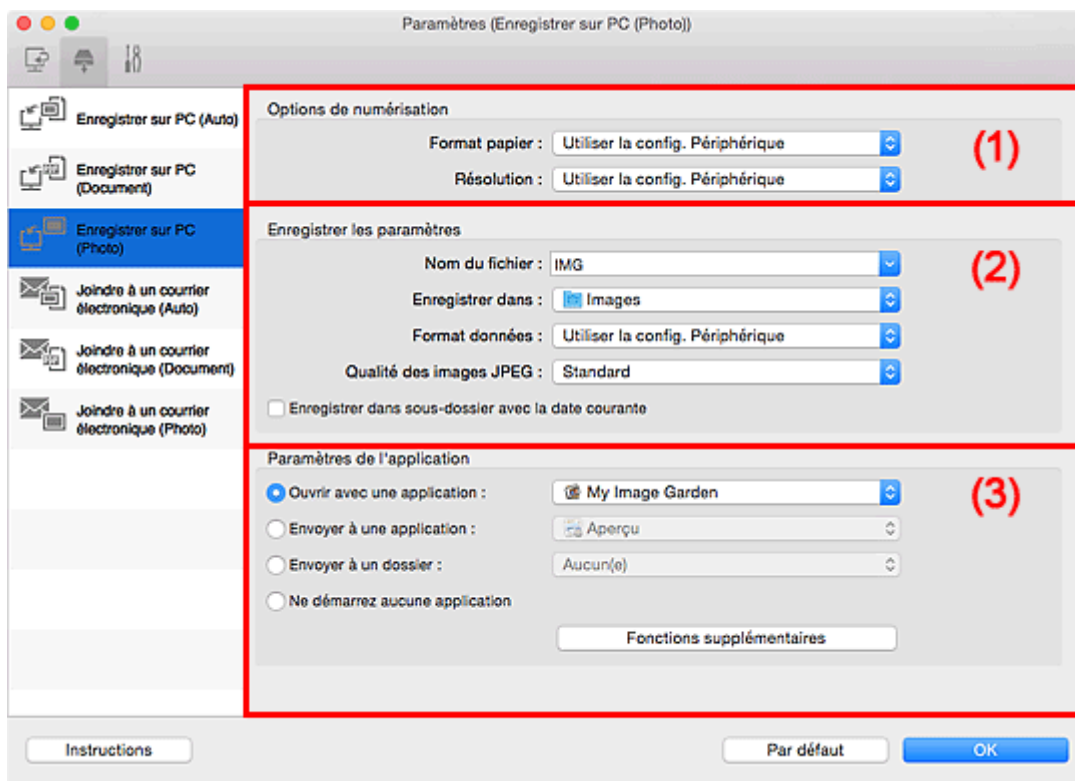 Paramètres (Enregistrer sur PC (Photo))
Enregistrer sur PC (Auto)
Enregistrer sur PC
(Document)
Enregistrer sur PC
(Photo)
Joindre à un courrier
électronique (Auto)
Joindre à un courrier
électronique (Document)
Joindre à un courrier
électronique (Photo)
Options de numérisation
Format papier : Utiliser la config. Périphérique
Résolution : Utiliser la config. Périphérique
(1)
Enregistrer les paramètres
Nom du fichier : IMG
Enregistrer dans : Images
Format données : Utiliser la config. Périphérique
Qualité des images JPEG : Standard
Enregistrer dans sous-dossier avec la date courante
(2)
Paramètres de l'application
Ouvrir avec une application : My Image Garden
Envoyer à une application : Aperçu
Envoyer à un dossier : Aucun(e)
Ne démarrez aucune application
Fonctions supplémentaires
(3)
Instructions
Par défaut
OK